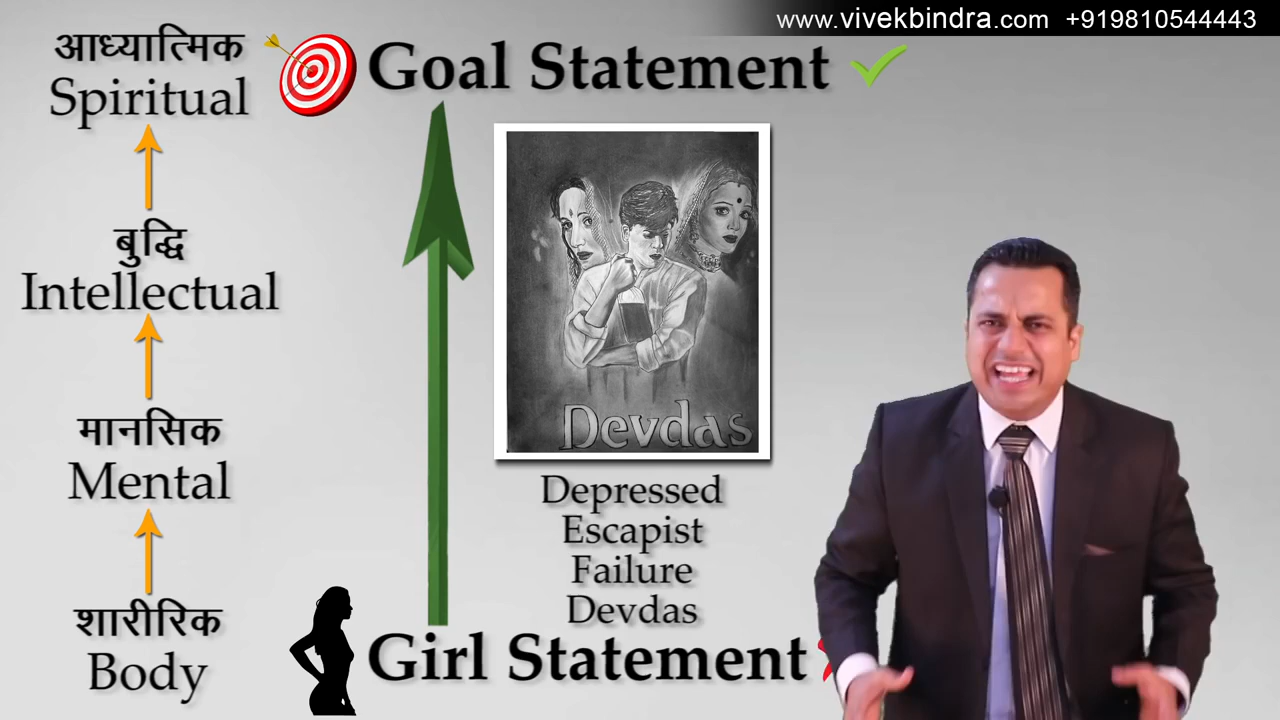 www.vivekbindra.com +919810544443
आध्यात्मिक
Spiritual
बुद्धि
Intellectual
मानसिक
Mental
शारीरिक
Body
Goal Statement
Devdas
Depressed
Escapist
Failure
Devdas
Girl Statement